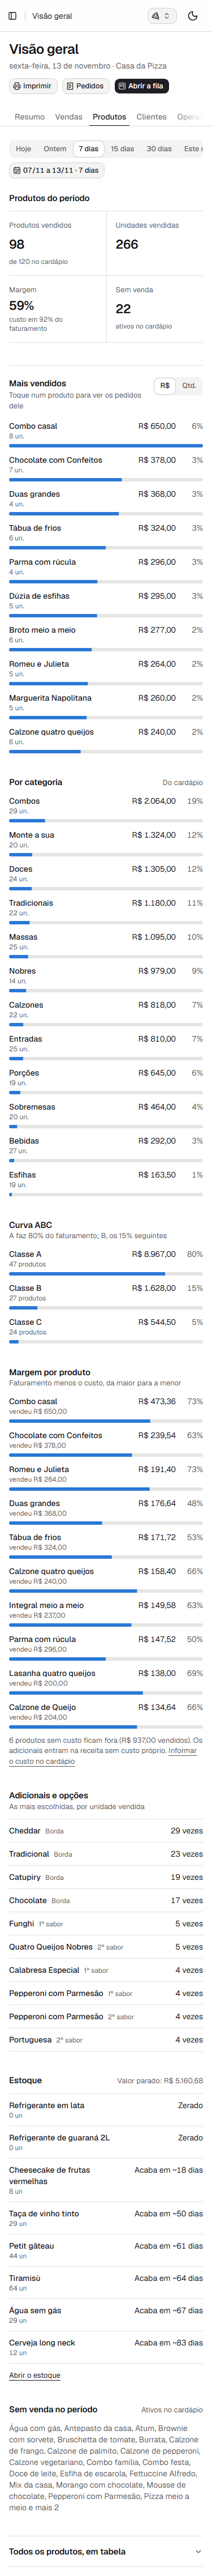 Visão geral
Visão geral
sexta-feira, 13 de novembro · Casa da Pizza
Imprimir Pedidos Abrir a fila
Resumo Vendas Produtos Clientes Opera
Hoje Ontem 7 dias 15 dias 30 dias Este
07/11 a 13/11 · 7 dias
Produtos do período
Produtos vendidos Unidades vendidas
98 266
de 120 no cardápio
Margem Sem venda
59% 22
custo em 92% do
faturamento
ativos no cardápio
Mais vendidos R$ Qtd.
Toque num produto para ver os pedidos
dele
Combo casal R$ 650,00 6%
8 un.
Chocolate com Confeitos R$ 378,00 3%
7 un.
Duas grandes R$ 368,00 3%
4 un.
Tábua de frios R$ 324,00 3%
6 un.
Parma com rúcula R$ 296,00 3%
4 un.
Dúzia de esfihas R$ 295,00 3%
5 un.
Broto meio a meio R$ 277,00 2%
6 un.
Romeu e Julieta R$ 264,00 2%
5 un.
Marguerita Napolitana R$ 260,00 2%
5 un.
Calzone quatro queijos R$ 240,00 2%
6 un.
Por categoria Do cardápio
Combos R$ 2.064,00 19%
29 un.
Monte a sua R$ 1.324,00 12%
20 un.
Doces R$ 1.305,00 12%
24 un.
Tradicionais R$ 1.180,00 11%
22 un.
Massas R$ 1.095,00 10%
25 un.
Nobres R$ 979,00 9%
14 un.
Calzones R$ 818,00 7%
22 un.
Entradas R$ 810,00 7%
25 un.
Porções R$ 645,00 6%
19 un.
Sobremesas R$ 464,00 4%
20 un.
Bebidas R$ 292,00 3%
27 un.
Esfihas R$ 163,50 1%
19 un.
Curva ABC
A faz 80% do faturamento; B, os 15% seguintes
Classe A R$ 8.967,00 80%
47 produtos
Classe B R$ 1.628,00 15%
27 produtos
Classe C R$ 544,50 5%
24 produtos
Margem por produto
Faturamento menos o custo, da maior para a menor
Combo casal R$ 473,36 73%
vendeu R$ 650,00
Chocolate com Confeitos R$ 239,54 63%
vendeu R$ 378,00
Romeu e Julieta R$ 191,40 73%
vendeu R$ 264,00
Duas grandes R$ 176,64 48%
vendeu R$ 368,00
Tábua de frios R$ 171,72 53%
vendeu R$ 324,00
Calzone quatro queijos R$ 158,40 66%
vendeu R$ 240,00
Integral meio a meio R$ 149,58 63%
vendeu R$ 237,00
Parma com rúcula R$ 147,52 50%
vendeu R$ 296,00
Lasanha quatro queijos R$ 138,00 69%
vendeu R$ 200,00
Calzone de Queijo R$ 134,64 66%
vendeu R$ 204,00
6 produtos sem custo ficam fora (R$ 937,00 vendidos). Os
adicionais entram na receita sem custo próprio. Informar
o custo no cardápio
Adicionais e opções
As mais escolhidas, por unidade vendida
Cheddar Borda 29 vezes
Tradicional Borda 23 vezes
Catupiry Borda 19 vezes
Chocolate Borda 17 vezes
Funghi 1º sabor 5 vezes
Quatro Queijos Nobres 2º sabor 5 vezes
Calabresa Especial 1º sabor 4 vezes
Pepperoni com Parmesão 1º sabor 4 vezes
Pepperoni com Parmesão 2º sabor 4 vezes
Portuguesa 2º sabor 4 vezes
Estoque Valor parado: R$ 5.160,68
Refrigerante em lata Zerado
0 un
Refrigerante de guaraná 2L Zerado
0 un
Cheesecake de frutas Acaba em ~18 dias
vermelhas
8 un
Taça de vinho tinto Acaba em ~50 dias
29 un
Petit gâteau Acaba em ~61 dias
44 un
Tiramisù Acaba em ~64 dias
64 un
Água sem gás Acaba em ~67 dias
29 un
Cerveja long neck Acaba em ~83 dias
12 un
Abrir o estoque
Sem venda no período Ativos no cardápio
Água com gás, Antepasto da casa, Atum, Brownie
com sorvete, Bruschetta de tomate, Burrata, Calzone
de frango, Calzone de palmito, Calzone de pepperoni,
Calzone vegetariano, Combo família, Combo festa,
Doce de leite, Esfiha de escarola, Fettuccine Alfredo,
Mix da casa, Morango com chocolate, Mousse de
chocolate, Pepperoni com Parmesão, Pizza meio a
meio e mais 2
Todos os produtos, em tabela